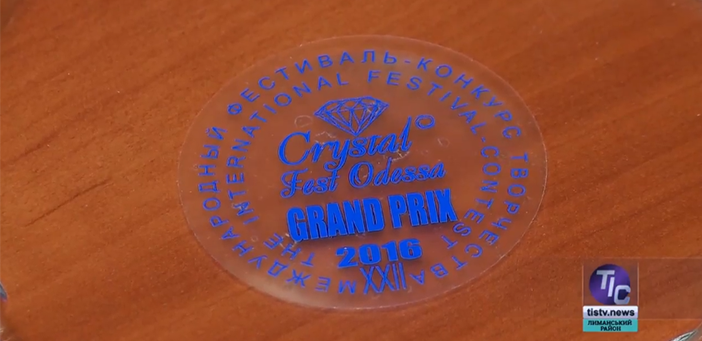 МЕЖДУНАРОДНЫЙ ФЕСТИВАЛЬ-КОНКУРС ТВОРЧЕСТВА
THE INTERNATIONAL FESTIVAL-CONTEST
Crystal
Fest Odessa
GRAND PRIX
2016
XXII
ТІС
tistv.news
ЛИМАНСЬКИЙ
РАЙОН